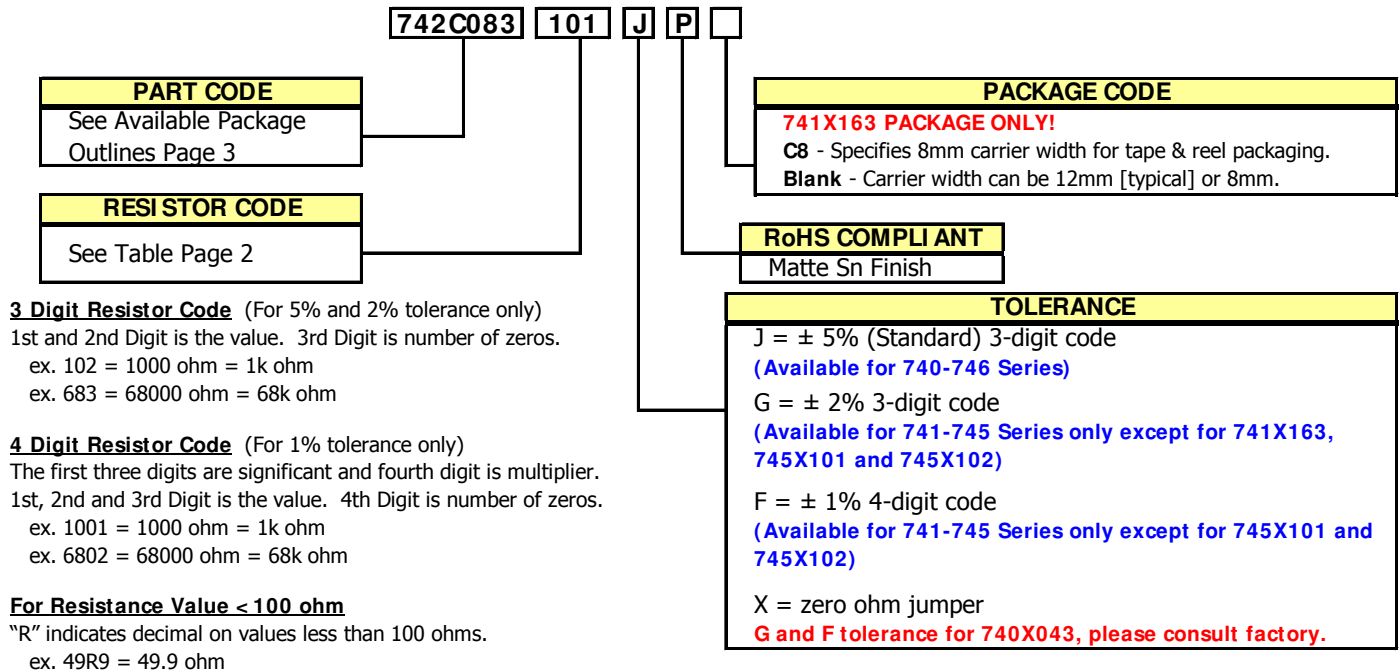 742C083 101 J P
PART CODE
See Available Package
Outlines Page 3
RESISTOR CODE
See Table Page 2
PACKAGE CODE
741X163 PACKAGE ONLY!
C8 - Specifies 8mm carrier width for tape & reel packaging.
Blank - Carrier width can be 12mm [typical] or 8mm.
RoHS COMPLIANT
Matte Sn Finish
3 Digit Resistor Code (For 5% and 2% tolerance only)
1st and 2nd Digit is the value. 3rd Digit is number of zeros.
ex. 102 = 1000 ohm = 1k ohm
ex. 683 = 68000 ohm = 68k ohm
4 Digit Resistor Code (For 1% tolerance only)
The first three digits are significant and fourth digit is multiplier.
1st, 2nd and 3rd Digit is the value. 4th Digit is number of zeros.
ex. 1001 = 1000 ohm = 1k ohm
ex. 6802 = 68000 ohm = 68k ohm
For Resistance Value < 100 ohm
“R” indicates decimal on values less than 100 ohms.
ex. 49R9 = 49.9 ohm
TOLERANCE
J = ± 5% (Standard) 3-digit code
(Available for 740-746 Series)
G = ± 2% 3-digit code
(Available for 741-745 Series only except for 741X163,
745X101 and 745X102)
F = ± 1% 4-digit code
(Available for 741-745 Series only except for 745X101 and
745X102)
X = zero ohm jumper
G and F tolerance for 740X043, please consult factory.